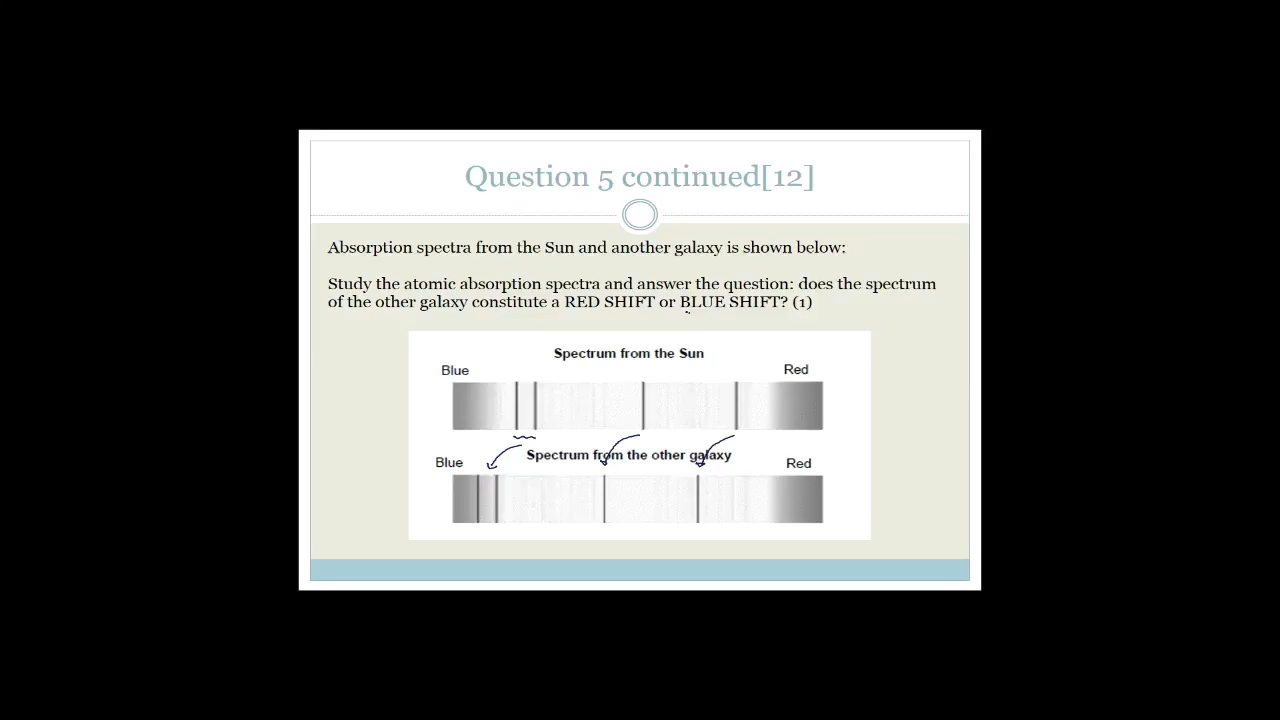 Question 5 continued[12]
Absorption spectra from the Sun and another galaxy is shown below:
Study the atomic absorption spectra and answer the question: does the spectrum
of the other galaxy constitute a RED SHIFT or BLUE SHIFT? (1)
Spectrum from the Sun
Blue Red
Spectrum from the other galaxy
Blue Red